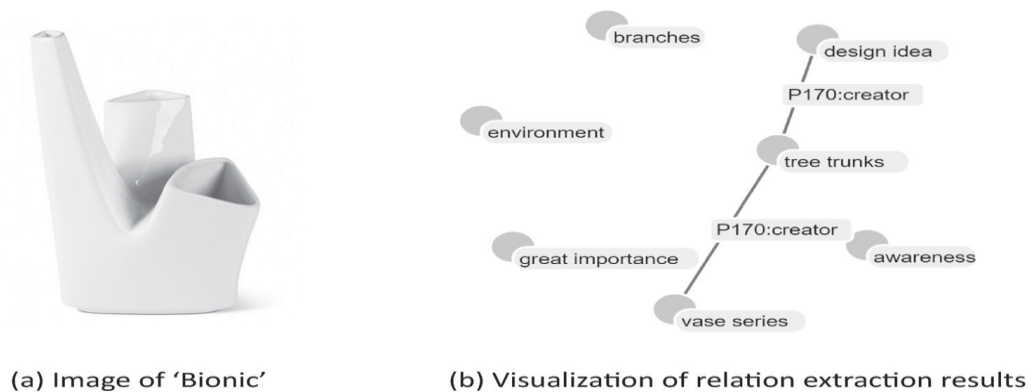 branches
design idea
P170:creator
environment
tree trunks
P170:creator
great importance
awareness
vase series
(a) Image of ‘Bionic’
(b) Visualization of relation extraction results